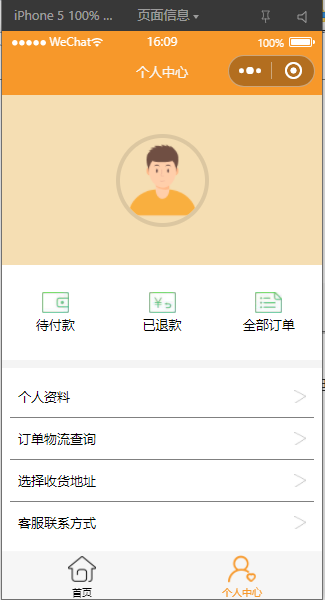 iPhone 5 100% ... 页面信息
WeChat 16:09 100%
个人中心
待付款 已退款 全部订单
个人资料
订单物流查询
选择收货地址
客服联系方式
首页 个人中心